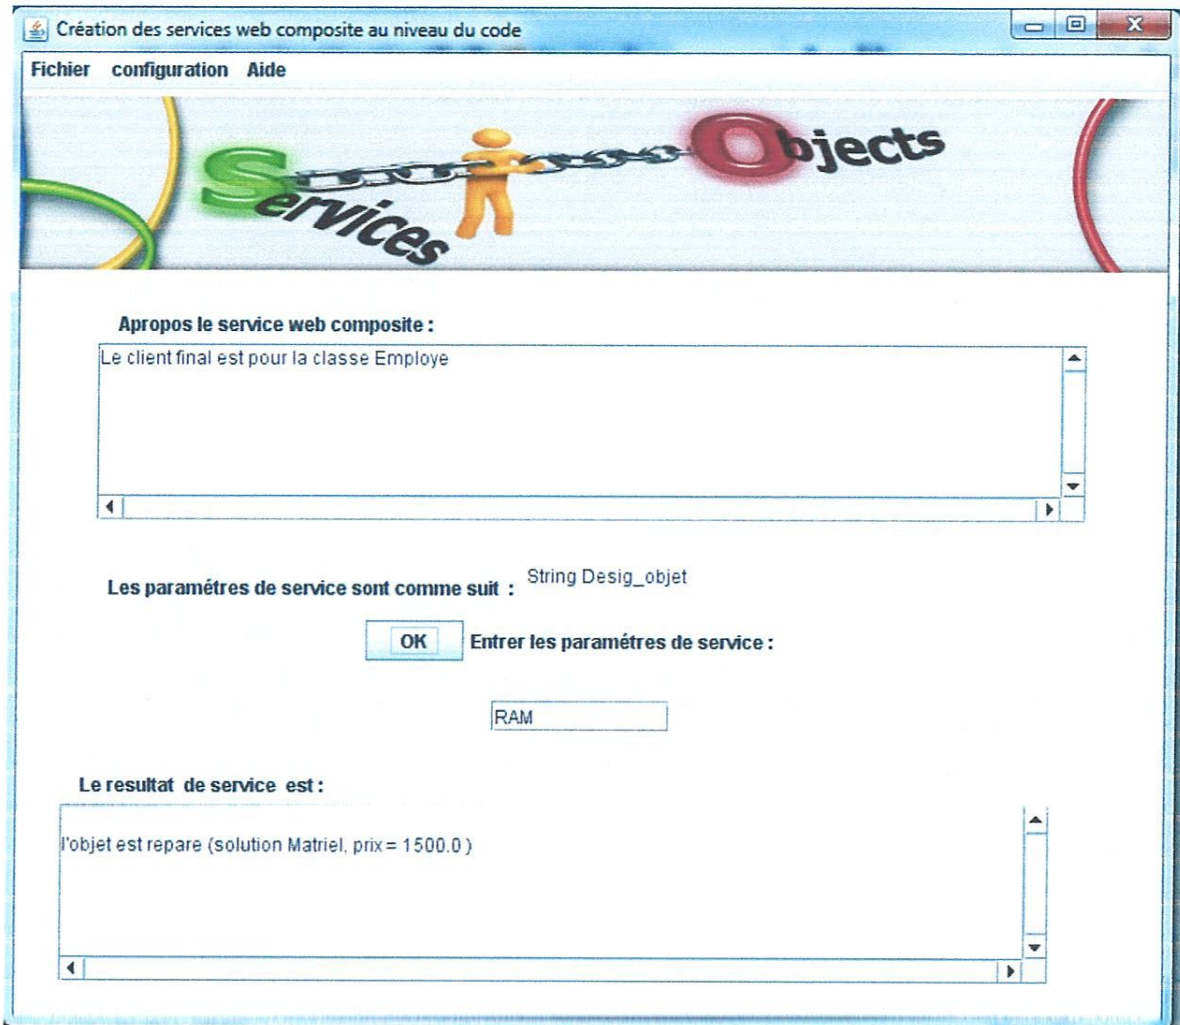 Création des services web composite au niveau du code
Fichier configuration Aide
Services Objects
Apropos le service web composite :
Le client final est pour la classe Employe
Les paramétres de service sont comme suit : String Desig_objet
OK Entrer les paramétres de service :
RAM
Le resultat de service est :
l'objet est repare (solution Matriel, prix = 1500.0 )